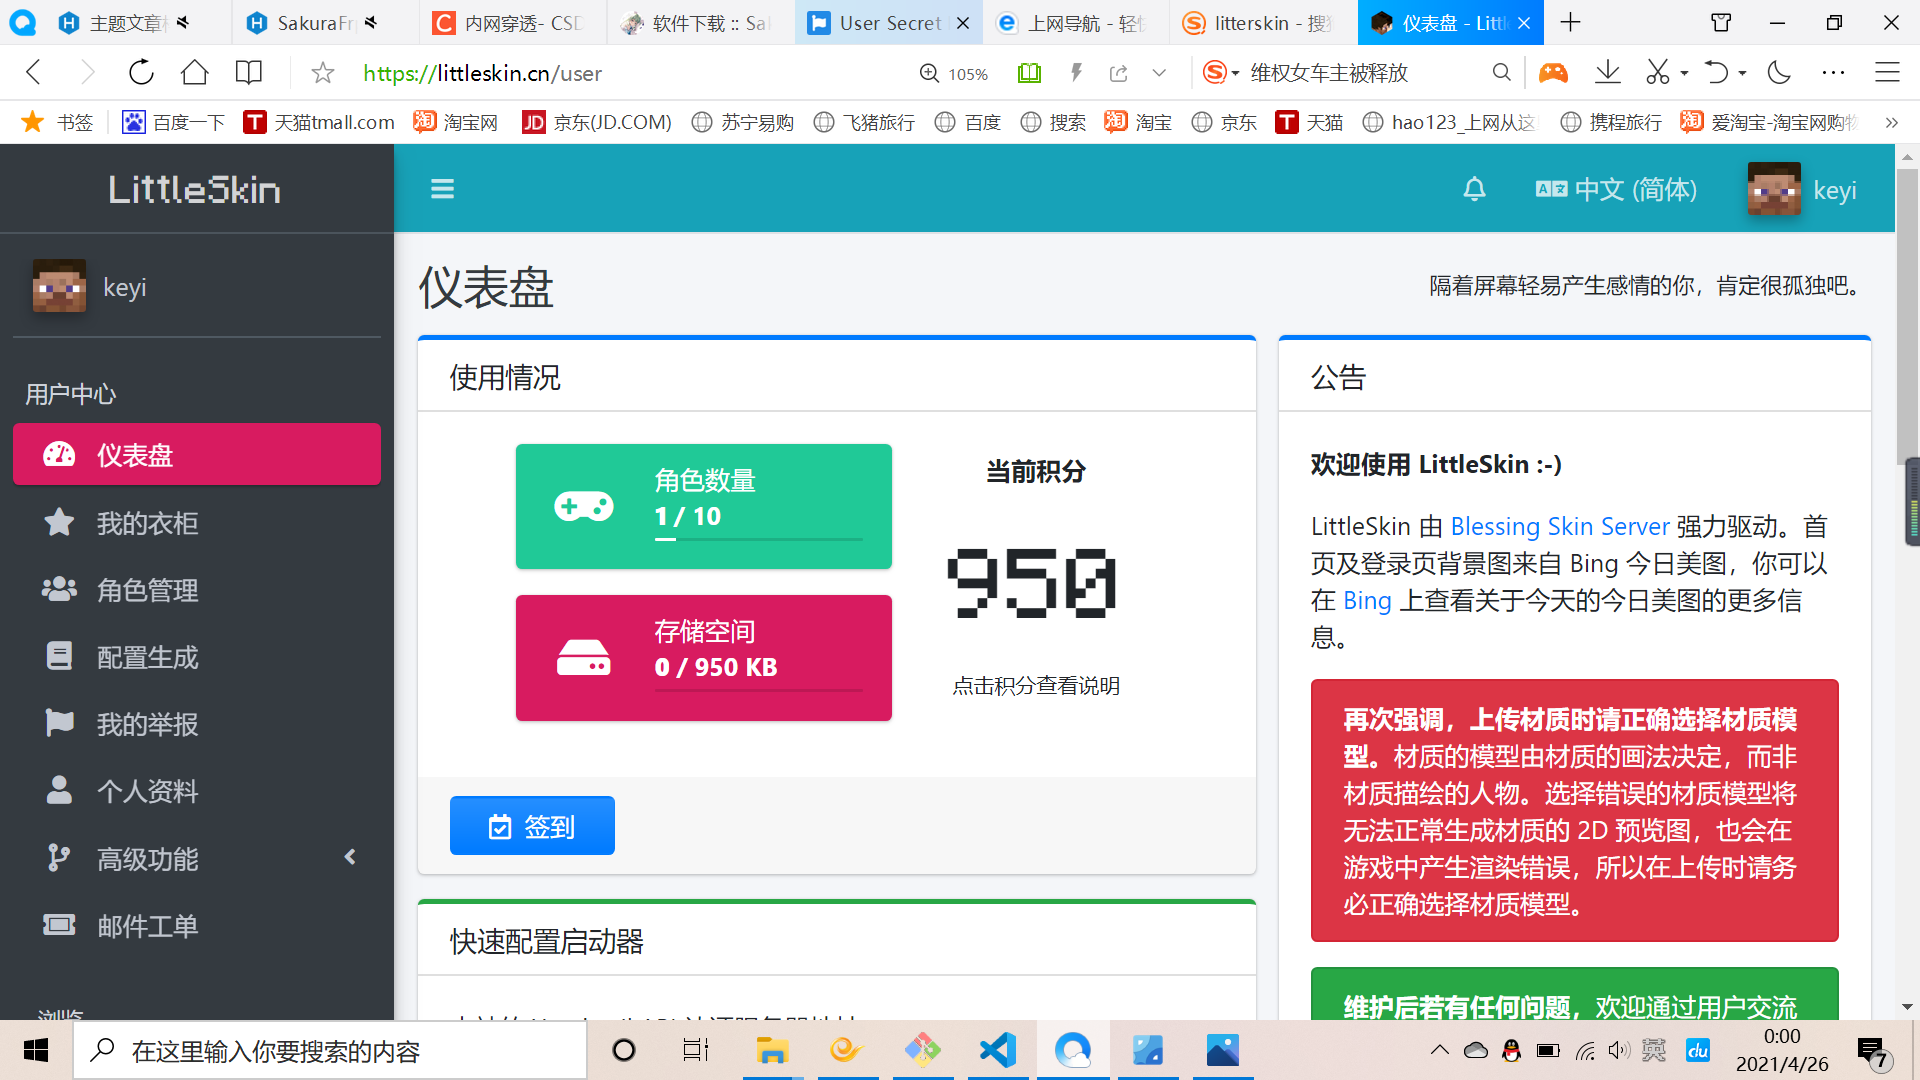 主题文章
SakuraFr
内网穿透- CSD
软件下载 :: Sa
User Secret
上网导航 - 轻快
litterskin - 搜狗
仪表盘 - Little
https://littleskin.cn/user
105%
维权女车主被释放
书签
百度一下
天猫tmall.com
淘宝网
京东(JD.COM)
苏宁易购
飞猪旅行
百度
搜索
淘宝
京东
天猫
hao123_上网从这
携程旅行
爱淘宝-淘宝网购物
LittleSkin
中文 (简体)
keyi
keyi
用户中心
仪表盘
我的衣柜
角色管理
配置生成
我的举报
个人资料
高级功能
邮件工单
浏览
仪表盘
隔着屏幕轻易产生感情的你，肯定很孤独吧。
使用情况
角色数量
1 / 10
存储空间
0 / 950 KB
当前积分
950
点击积分查看说明
签到
快速配置启动器
公告
欢迎使用 LittleSkin :-)
LittleSkin 由 Blessing Skin Server 强力驱动。首
页及登录页背景图来自 Bing 今日美图，你可以
在 Bing 上查看关于今天的今日美图的更多信
息。
再次强调，上传材质时请正确选择材质模
型。材质的模型由材质的画法决定，而非
材质描绘的人物。选择错误的材质模型将
无法正常生成材质的 2D 预览图，也会在
游戏中产生渲染错误，所以在上传时请务
必正确选择材质模型。
维护后若有任何问题，欢迎通过用户交流
在这里输入你要搜索的内容
英
du
0:00
2021/4/26
7